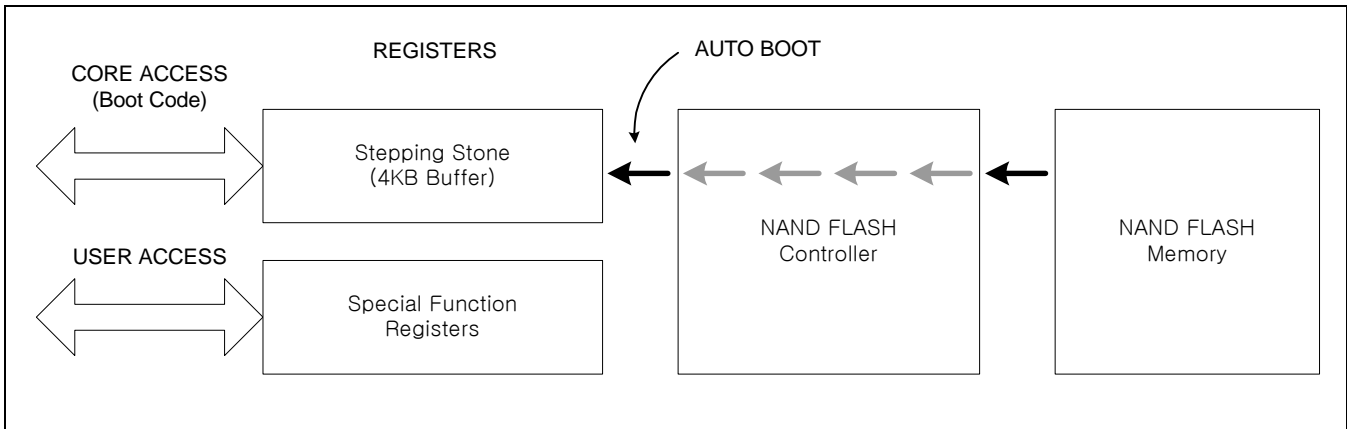 REGISTERS
AUTO BOOT
CORE ACCESS
(Boot Code)
Stepping Stone
(4KB Buffer)
NAND FLASH
Controller
NAND FLASH
Memory
USER ACCESS
Special Function
Registers